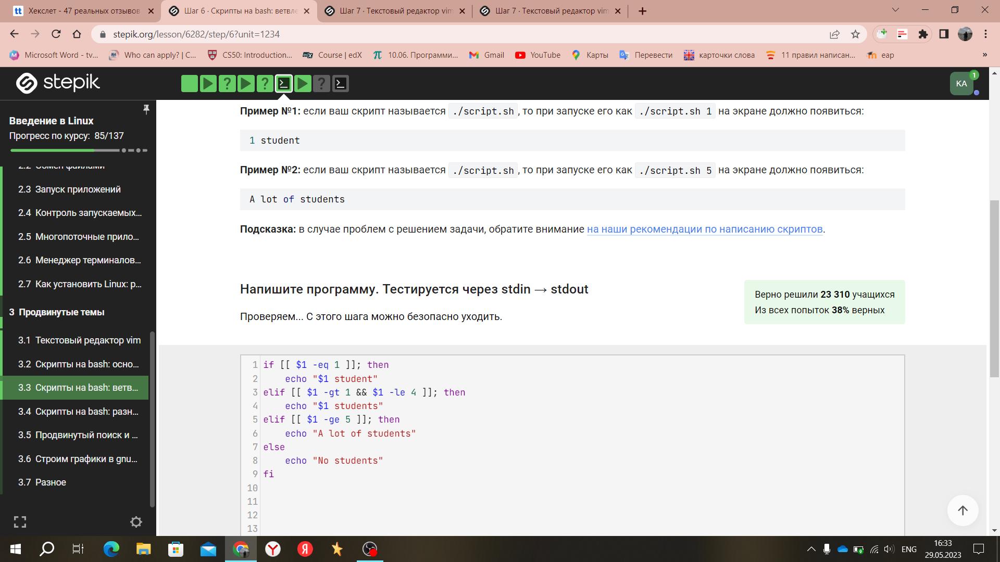 Хекслет - 47 реальных отзывов
Шаг 6 · Скрипты на bash: ветвле
Шаг 7 · Текстовый редактор vim
Шаг 7 · Текстовый редактор vim
stepik.org/lesson/6282/step/6?unit=1234
Microsoft Word - tv...
Who can apply? | C...
CS50: Introduction...
edX
Course | edX
10.06. Программи...
Gmail
YouTube
Карты
Перевести
карточки слова
11 правил написан...
eap
»
stepik
KA
1
Введение в Linux
Прогресс по курсу: 85/137
2.2 Обмен файлами
2.3 Запуск приложений
2.4 Контроль запускаемых...
2.5 Многопоточные прило...
2.6 Менеджер терминалов...
2.7 Как установить Linux: р...
3 Продвинутые темы
3.1 Текстовый редактор vim
3.2 Скрипты на bash: осно...
3.3 Скрипты на bash: ветв...
3.4 Скрипты на bash: разн...
3.5 Продвинутый поиск и ...
3.6 Строим графики в gnu...
3.7 Разное
Пример №1: если ваш скрипт называется ./script.sh, то при запуске его как ./script.sh 1 на экране должно появиться:
1 student
Пример №2: если ваш скрипт называется ./script.sh, то при запуске его как ./script.sh 5 на экране должно появиться:
A lot of students
Подсказка: в случае проблем с решением задачи, обратите внимание на наши рекомендации по написанию скриптов.
Напишите программу. Тестируется через stdin → stdout
Проверяем... С этого шага можно безопасно уходить.
Верно решили 23 310 учащихся
Из всех попыток 38% верных
1 if [[ $1 -eq 1 ]]; then
2     echo "$1 student"
3 elif [[ $1 -gt 1 && $1 -le 4 ]]; then
4     echo "$1 students"
5 elif [[ $1 -ge 5 ]]; then
6     echo "A lot of students"
7 else
8     echo "No students"
9 fi
10
11
12
13
ENG
16:33
29.05.2023